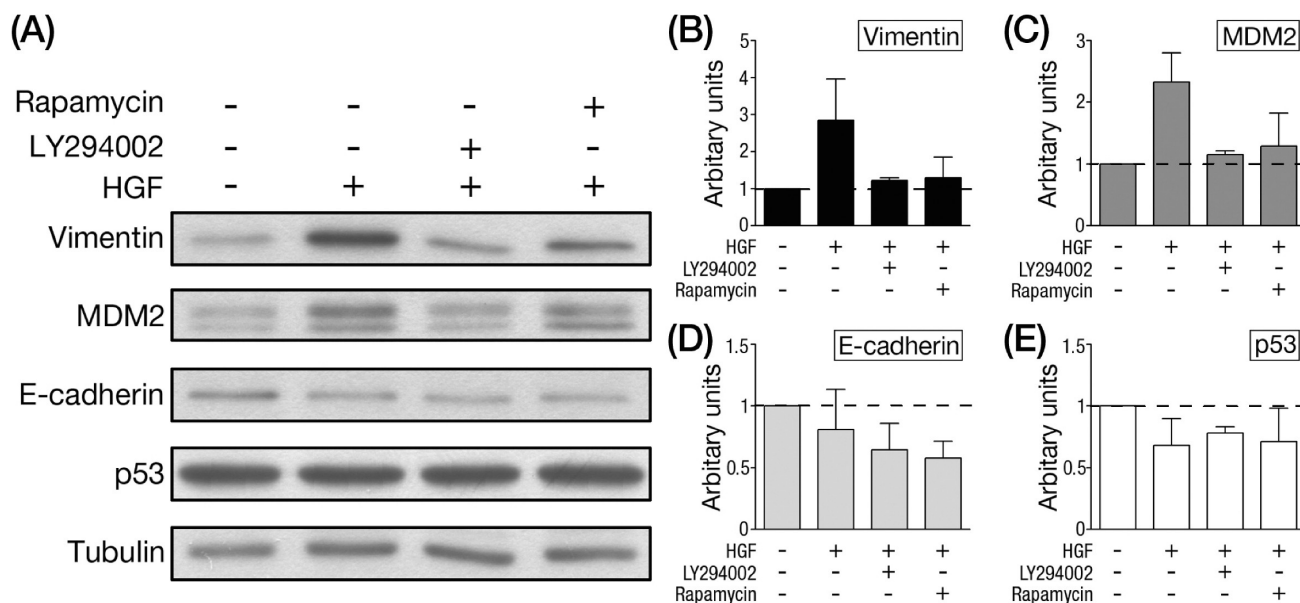 (A)
Rapamycin - - - +
LY294002 - - + -
HGF - + + +
Vimentin
MDM2
E-cadherin
p53
Tubulin
(B)
Vimentin
Arbitary units
5
4
3
2
1
0
HGF - + + +
LY294002 - - + -
Rapamycin - - - +
(C)
MDM2
Arbitary units
3
2
1
0
HGF - + + +
LY294002 - - + -
Rapamycin - - - +
(D)
E-cadherin
Arbitary units
1.5
1
0.5
0
HGF - + + +
LY294002 - - + -
Rapamycin - - - +
(E)
p53
Arbitary units
1.5
1
0.5
0
HGF - + + +
LY294002 - - + -
Rapamycin - - - +